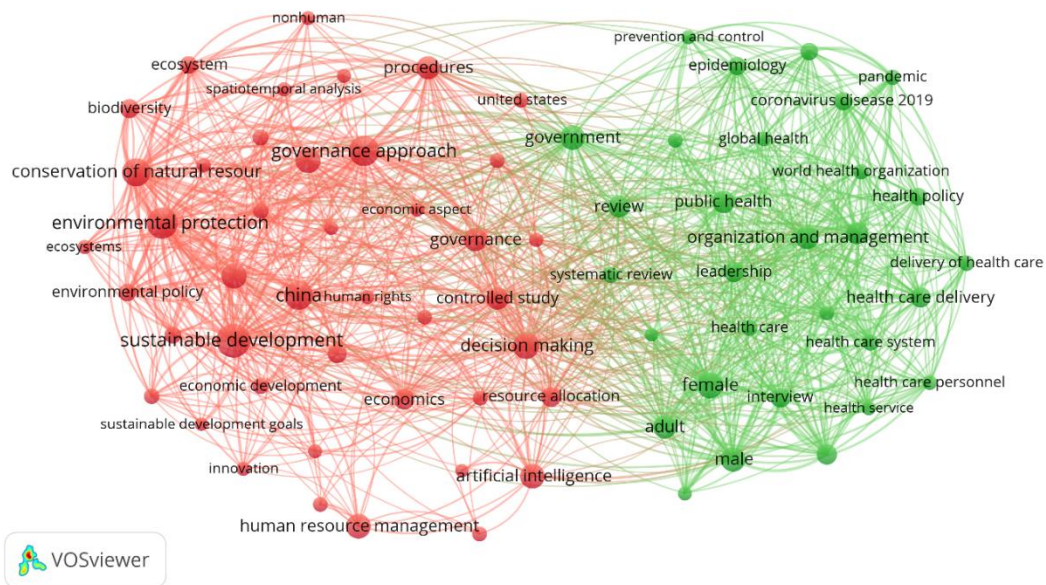 nonhuman
prevention and control
ecosystem
procedures
epidemiology
pandemic
spatiotemporal analysis
biodiversity
united states
coronavirus disease 2019
government
global health
governance approach
conservation of natural resour
world health organization
health policy
economic aspect
review
public health
environmental protection
governance
organization and management
ecosystems
delivery of health care
systematic review
leadership
environmental policy
china
human rights
controlled study
health care delivery
sustainable development
decision making
health care
health care system
economic development
economics
resource allocation
female
interview
health care personnel
health service
sustainable development goals
adult
innovation
artificial intelligence
male
human resource management
VOSviewer